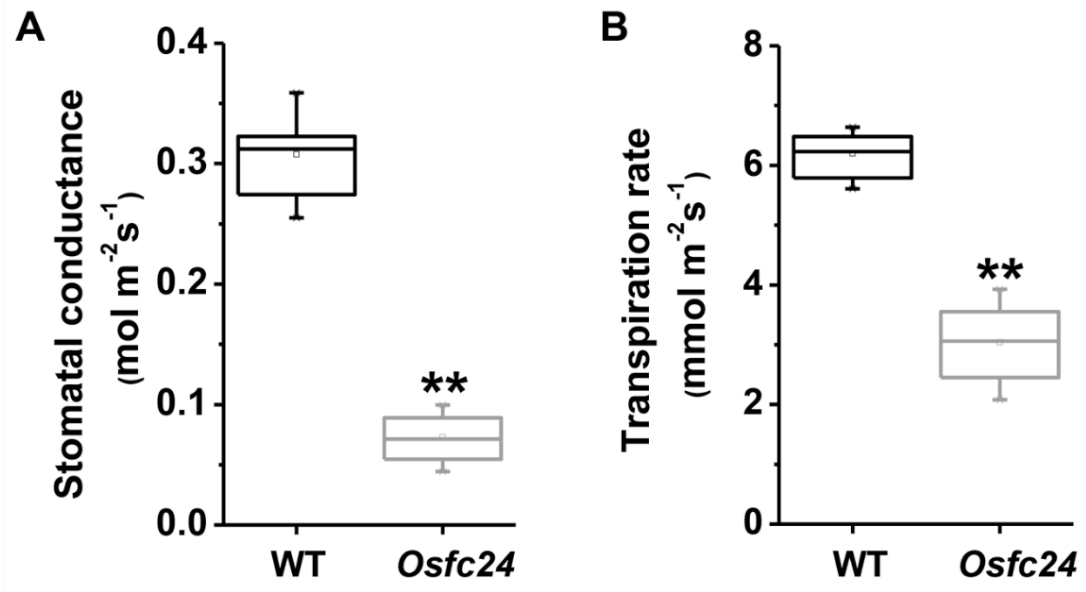 A
Stomatal conductance
(mol m⁻²s⁻¹)
0.4
0.3
0.2
0.1
0.0
**
WT
Osfc24
B
Transpiration rate
(mmol m⁻²s⁻¹)
8
6
4
2
0
**
WT
Osfc24